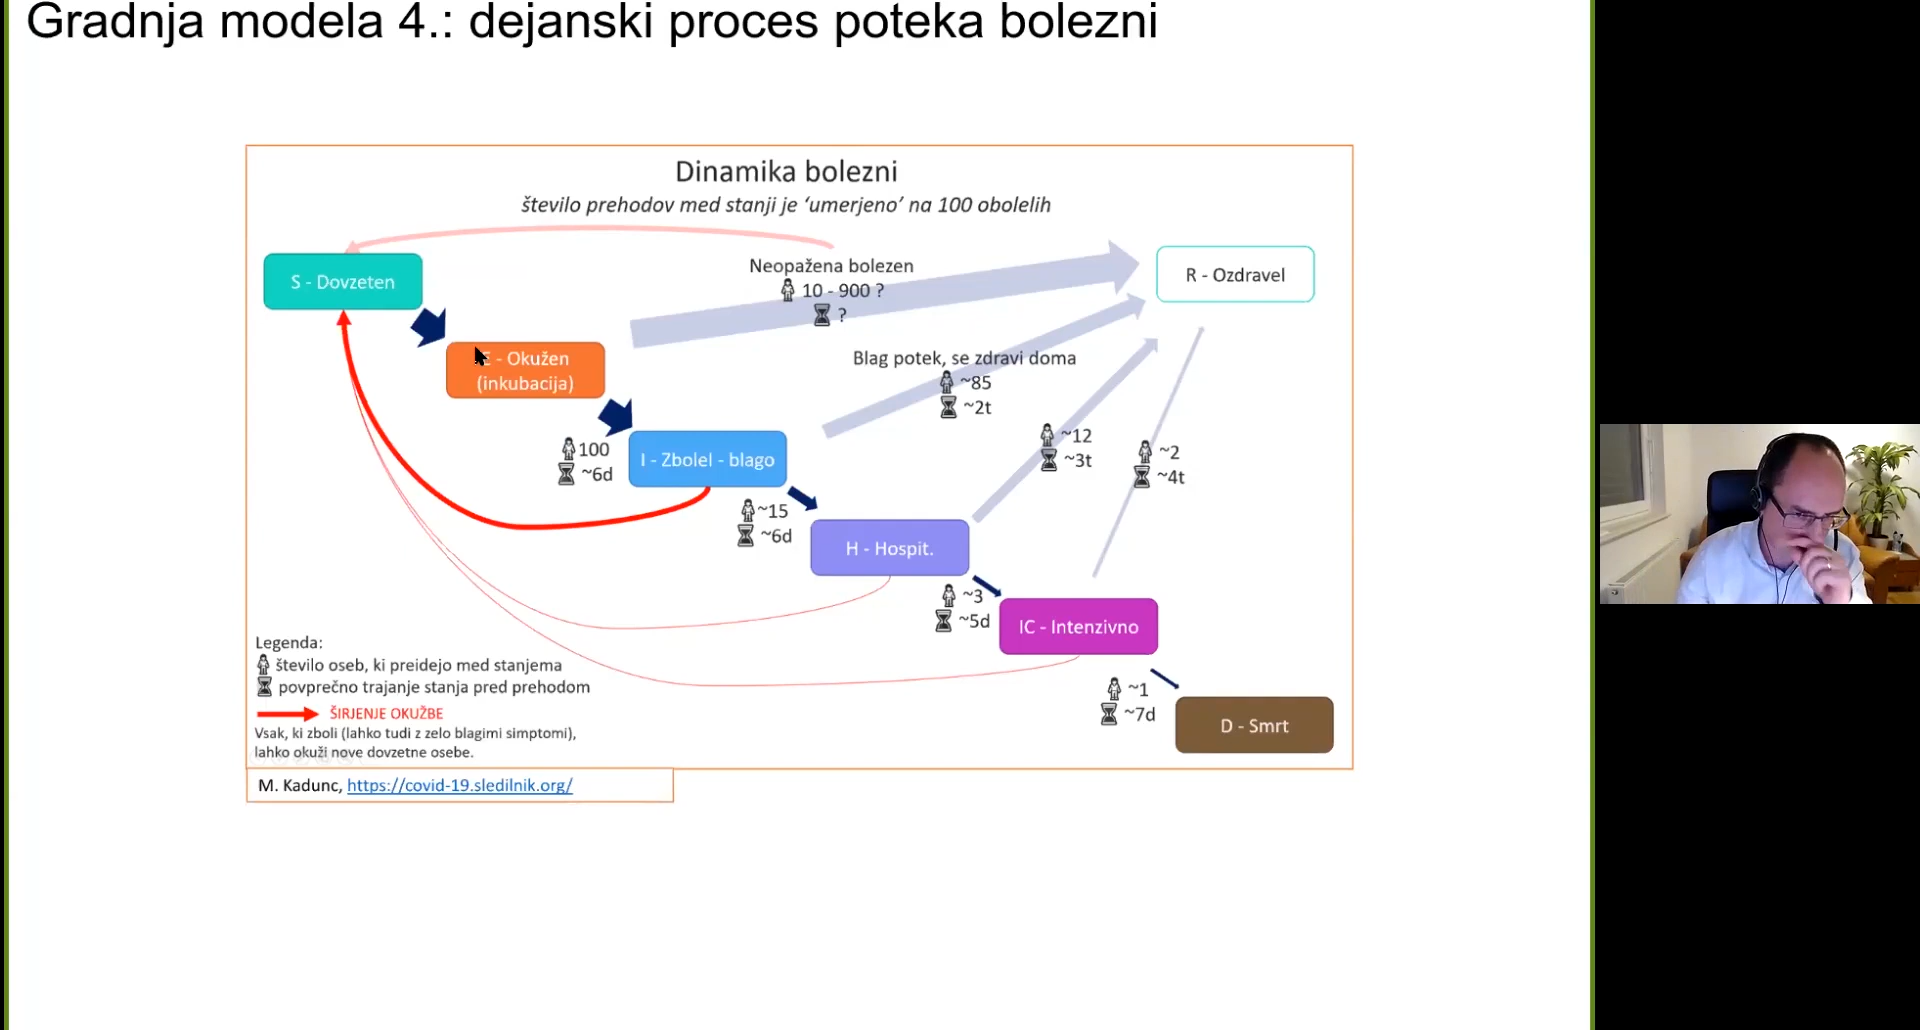 Gradnja modela 4.: dejanski proces poteka bolezni
Dinamika bolezni
število prehodov med stanji je ‘umerjeno’ na 100 obolelih
S - Dovzeten
Neopažena bolezen
10 - 900 ?
?
R - Ozdravel
E - Okužen
(inkubacija)
Blag potek, se zdravi doma
~85
~2t
100
~6d
I - Zbolel - blago
~12
~3t
~2
~4t
~15
~6d
H - Hospit.
~3
~5d
IC - Intenzivno
~1
~7d
D - Smrt
Legenda:
število oseb, ki preidejo med stanjema
povprečno trajanje stanja pred prehodom
ŠIRJENJE OKUŽBE
Vsak, ki zboli (lahko tudi z zelo blagimi simptomi),
lahko okuži nove dovzetne osebe.
M. Kadunc, https://covid-19.sledilnik.org/